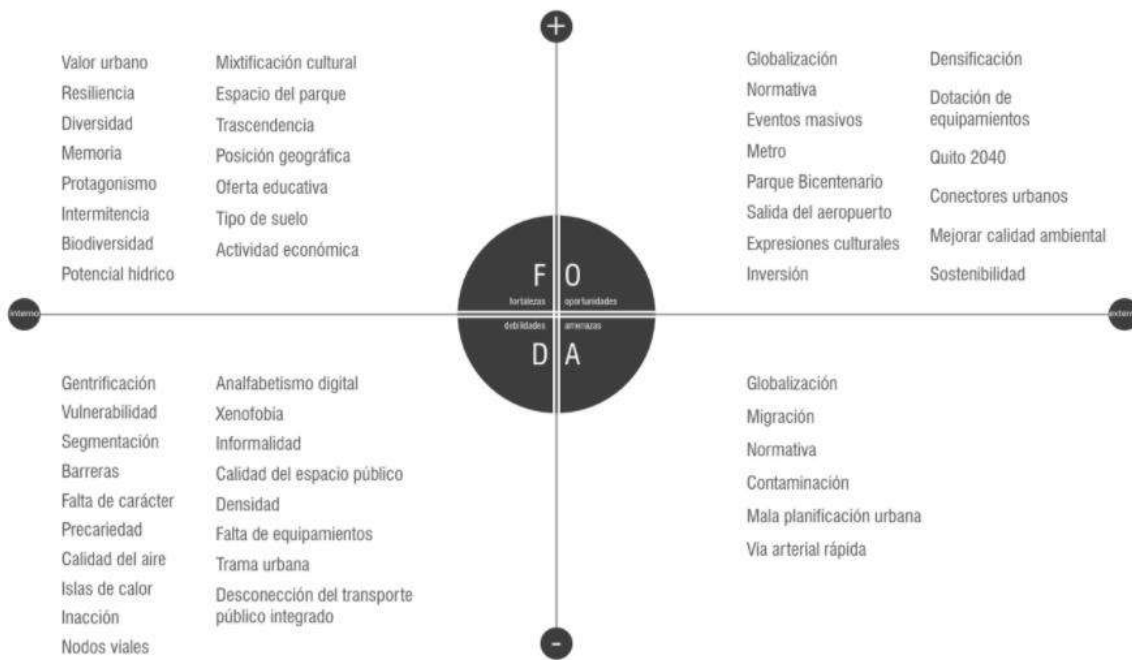 +
Valor urbano
Resiliencia
Diversidad
Memoria
Protagonismo
Intermitencia
Biodiversidad
Potencial hídrico
Mixtificación cultural
Espacio del parque
Trascendencia
Posición geográfica
Oferta educativa
Tipo de suelo
Actividad económica
Globalización
Normativa
Eventos masivos
Metro
Parque Bicentenario
Salida del aeropuerto
Expresiones culturales
Inversión
Densificación
Dotación de
equipamientos
Quito 2040
Conectores urbanos
Mejorar calidad ambiental
Sostenibilidad
interno
F O
fortalezas oportunidades
debilidades amenazas
D A
extern
Gentrificación
Vulnerabilidad
Segmentación
Barreras
Falta de carácter
Precariedad
Calidad del aire
Islas de calor
Inacción
Nodos viales
Analfabetismo digital
Xenofobia
Informalidad
Calidad del espacio público
Densidad
Falta de equipamientos
Trama urbana
Desconección del transporte
público integrado
Globalización
Migración
Normativa
Contaminación
Mala planificación urbana
Vía arterial rápida
-